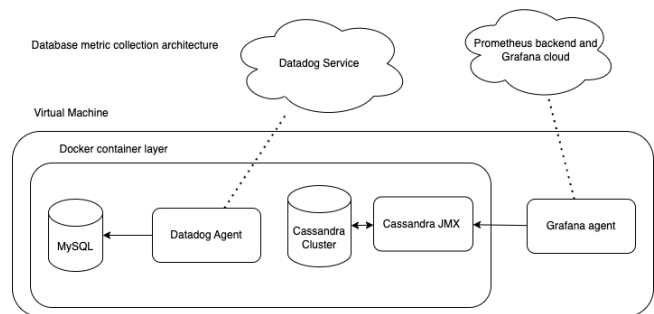 Database metric collection architecture
Datadog Service
Prometheus backend and
Grafana cloud
Virtual Machine
Docker container layer
MySQL
Datadog Agent
Cassandra
Cluster
Cassandra JMX
Grafana agent